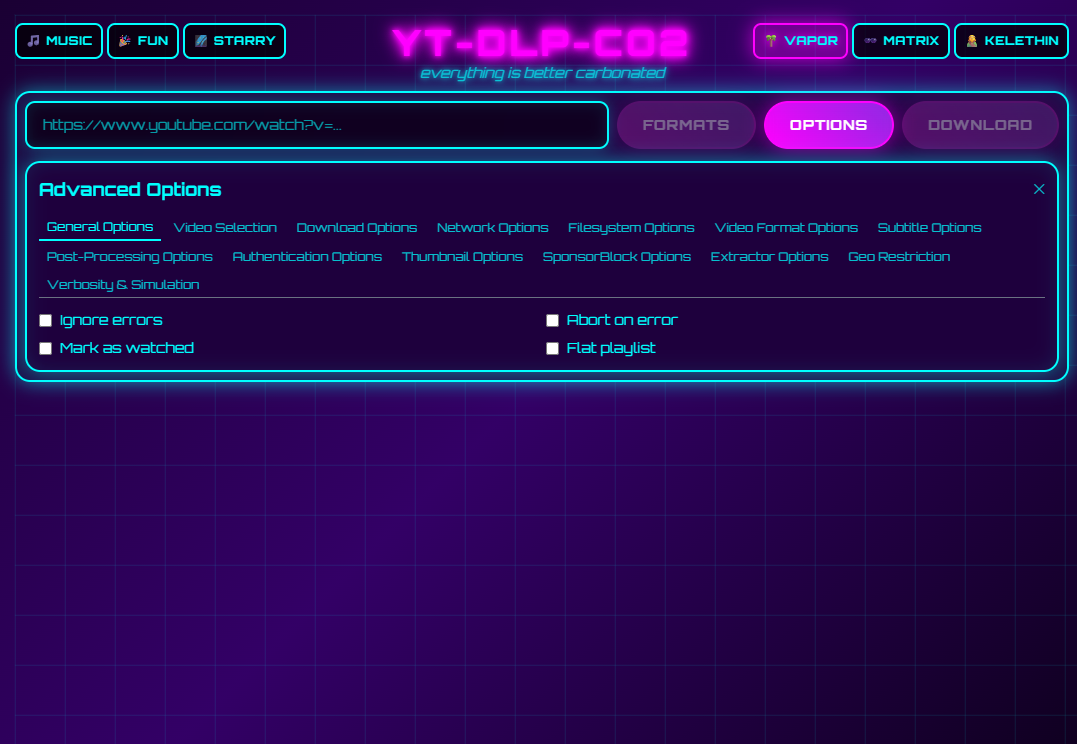 MUSIC FUN STARRY
YT-DLP-CO2
everything is better carbonated
VAPOR MATRIX KELETHIN
https://www.youtube.com/watch?v=...
FORMATS OPTIONS DOWNLOAD
Advanced Options
General Options Video Selection Download Options Network Options Filesystem Options Video Format Options Subtitle Options
Post-Processing Options Authentication Options Thumbnail Options SponsorBlock Options Extractor Options Geo Restriction
Verbosity & Simulation
Ignore errors Abort on error
Mark as watched Flat playlist